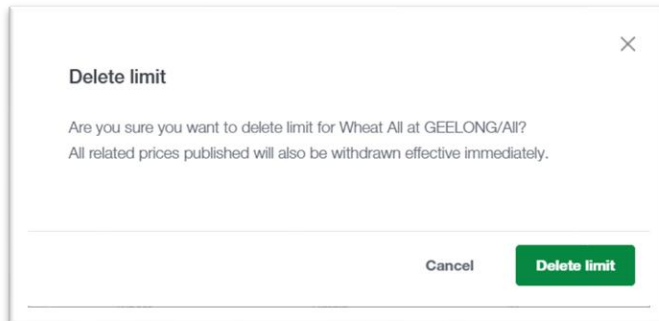 Delete limit
Are you sure you want to delete limit for Wheat All at GEELONG/All?
All related prices published will also be withdrawn effective immediately.
Cancel Delete limit